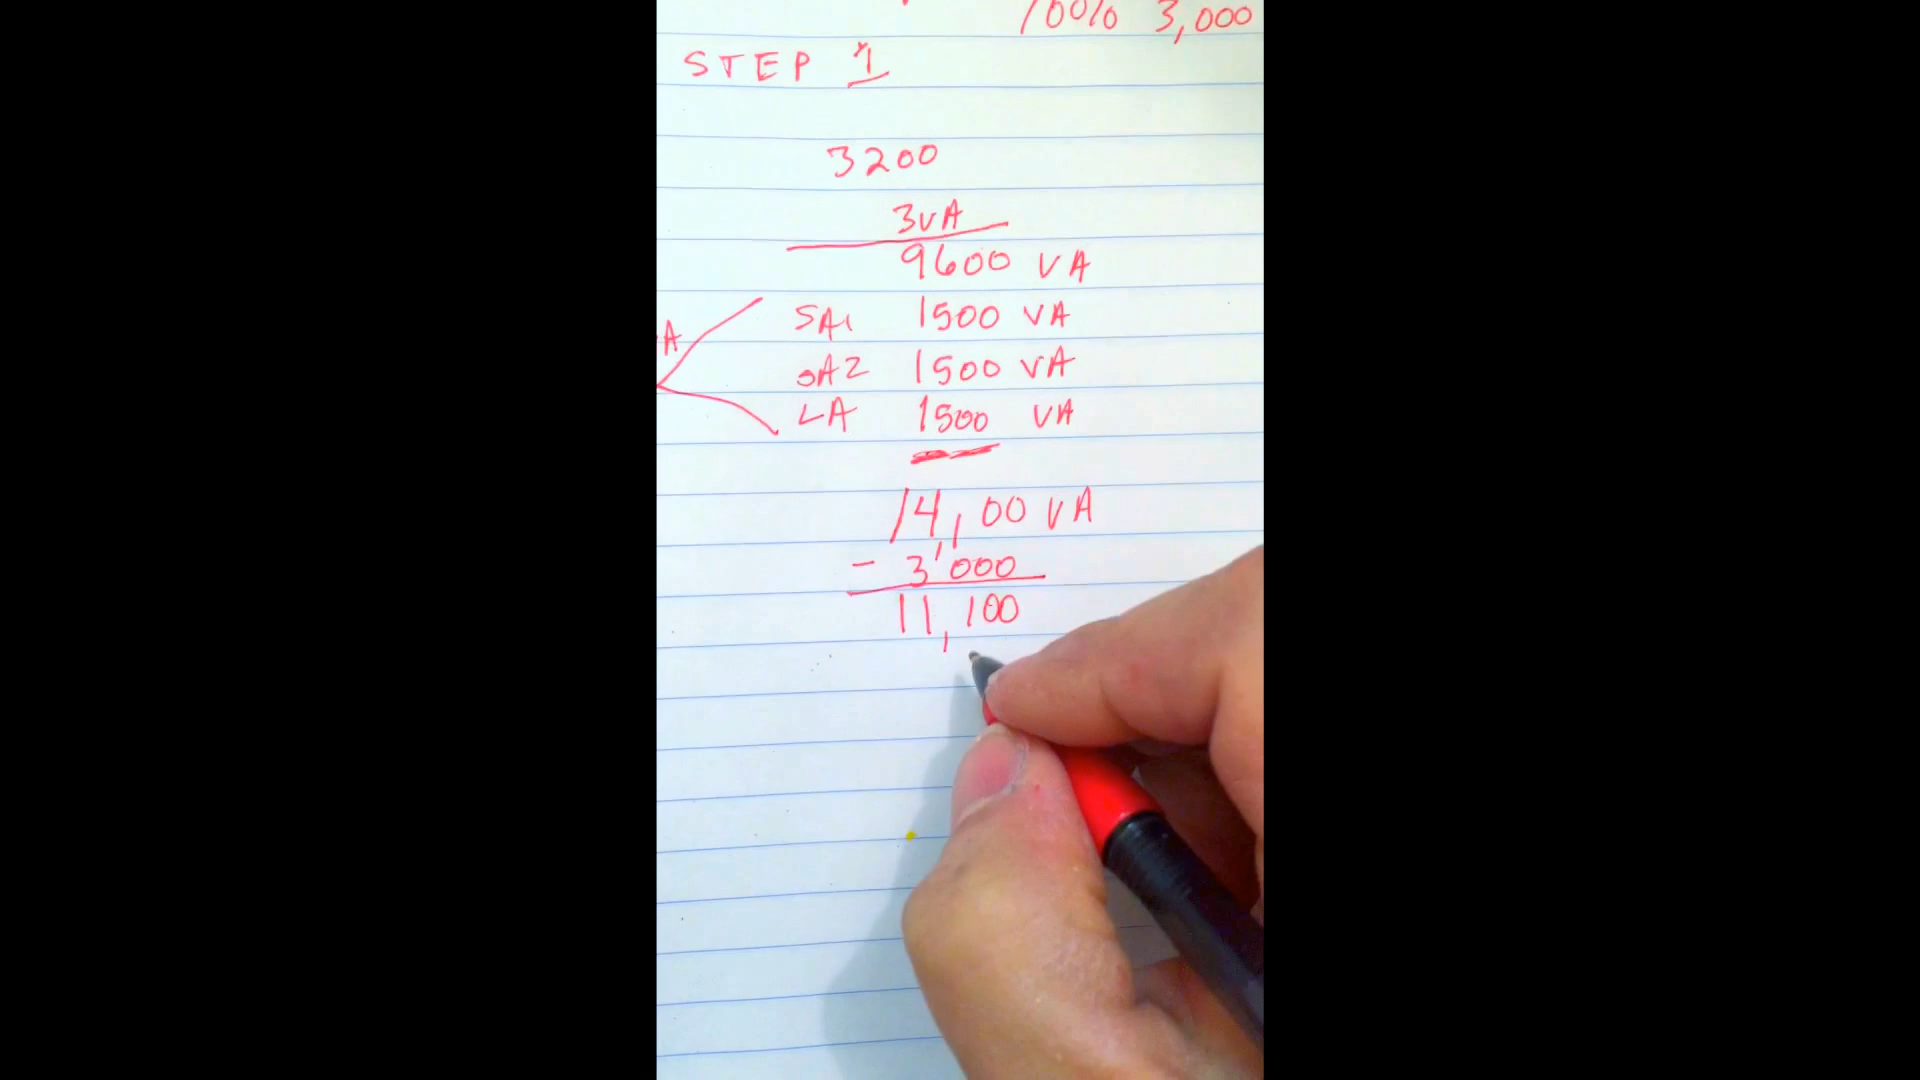 100% 3,000
STEP 1
3200
3VA
9600 VA
A
SA1 1500 VA
SA2 1500 VA
LA 1500 VA
14,100 VA
- 3,000
11,100